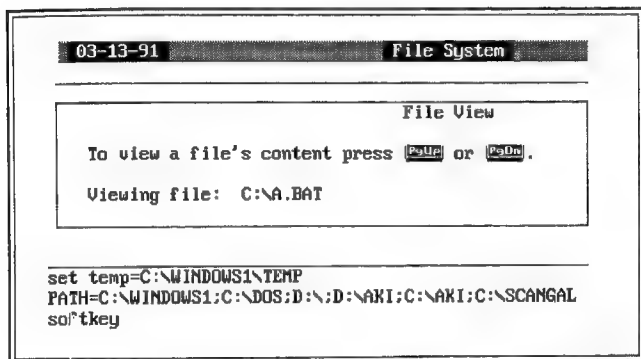 03-13-91 File System
File View
To view a file's content press PgUp or PgDn.
Viewing file: C:\A.BAT
set temp=C:\WINDOWS1\TEMP
PATH=C:\WINDOWS1;C:\DOS;D:\;D:\AKI;C:\AKI;C:\SCANGAL
softkey